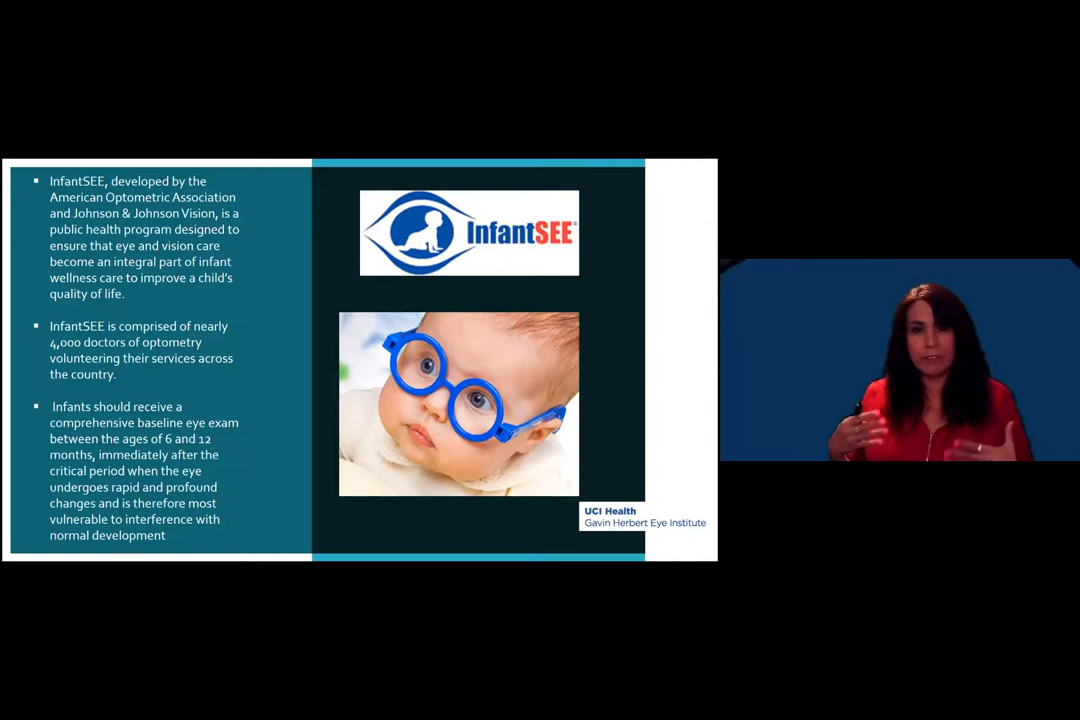 InfantSEE, developed by the
American Optometric Association
and Johnson & Johnson Vision, is a
public health program designed to
ensure that eye and vision care
become an integral part of infant
wellness care to improve a child's
quality of life.
InfantSEE is comprised of nearly
4,000 doctors of optometry
volunteering their services across
the country.
Infants should receive a
comprehensive baseline eye exam
between the ages of 6 and 12
months, immediately after the
critical period when the eye
undergoes rapid and profound
changes and is therefore most
vulnerable to interference with
normal development
InfantSEE®
UCI Health
Gavin Herbert Eye Institute